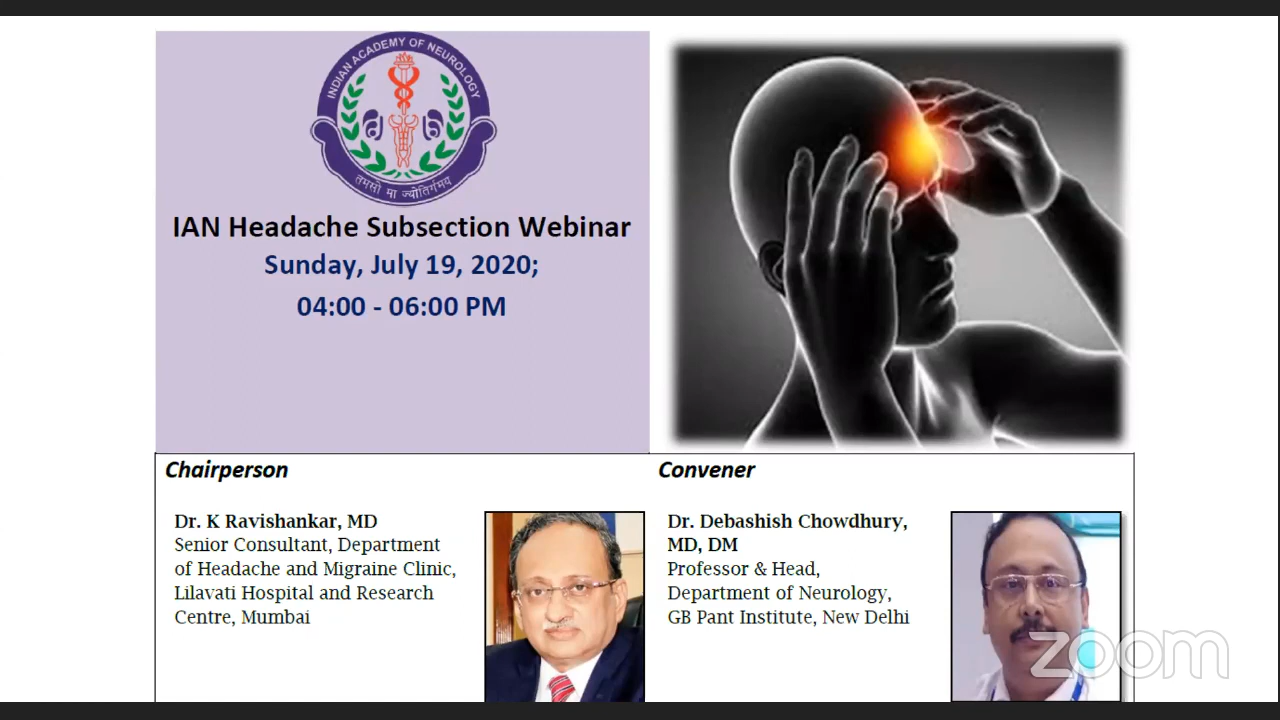 INDIAN ACADEMY OF NEUROLOGY
तमसो मा ज्योतिर्गमय
IAN Headache Subsection Webinar
Sunday, July 19, 2020;
04:00 - 06:00 PM
Chairperson
Dr. K Ravishankar, MD
Senior Consultant, Department
of Headache and Migraine Clinic,
Lilavati Hospital and Research
Centre, Mumbai
Convener
Dr. Debashish Chowdhury,
MD, DM
Professor & Head,
Department of Neurology,
GB Pant Institute, New Delhi
zoom